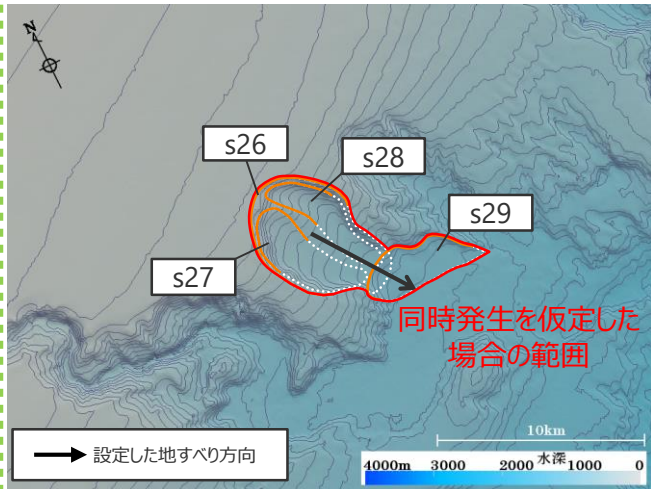 N
s26
s28
s29
s27
同時発生を仮定した
場合の範囲
10km
設定した地すべり方向
水深
4000m 3000 2000 1000 0